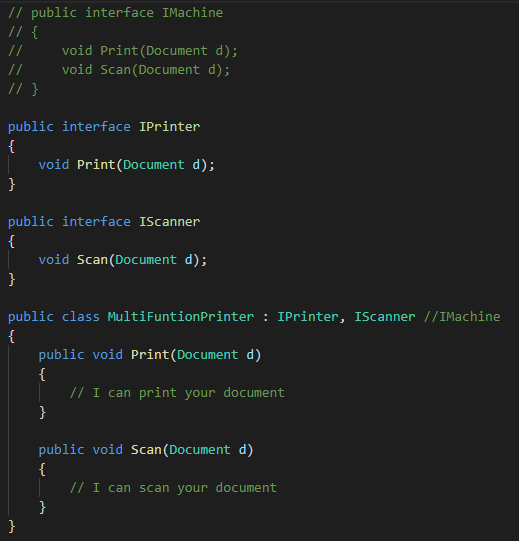 // public interface IMachine
// {
//     void Print(Document d);
//     void Scan(Document d);
// }
public interface IPrinter
{
    void Print(Document d);
}
public interface IScanner
{
    void Scan(Document d);
}
public class MultiFuntionPrinter : IPrinter, IScanner //IMachine
{
    public void Print(Document d)
    {
        // I can print your document
    }
    public void Scan(Document d)
    {
        // I can scan your document
    }
}